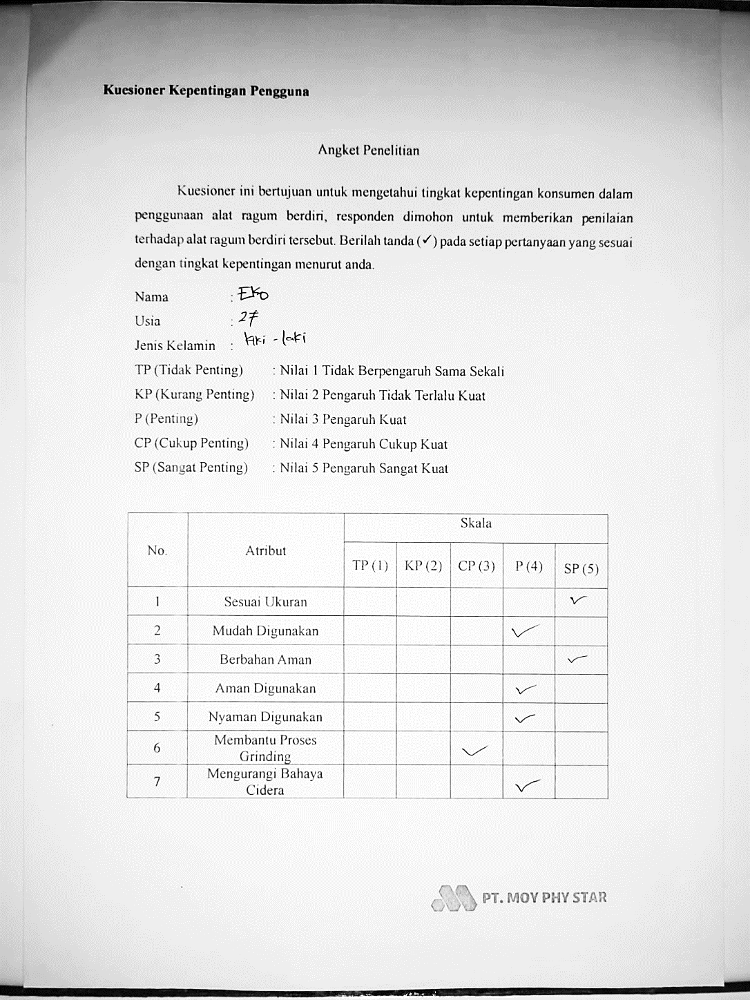 Kuesioner Kepentingan Pengguna
Angket Penelitian
Kuesioner ini bertujuan untuk mengetahui tingkat kepentingan konsumen dalam
penggunaan alat ragum berdiri, responden dimohon untuk memberikan penilaian
terhadap alat ragum berdiri tersebut. Berilah tanda (✓) pada setiap pertanyaan yang sesuai
dengan tingkat kepentingan menurut anda.
Nama : EKO
Usia : 27
Jenis Kelamin : laki - laki
TP (Tidak Penting) : Nilai 1 Tidak Berpengaruh Sama Sekali
KP (Kurang Penting) : Nilai 2 Pengaruh Tidak Terlalu Kuat
P (Penting) : Nilai 3 Pengaruh Kuat
CP (Cukup Penting) : Nilai 4 Pengaruh Cukup Kuat
SP (Sangat Penting) : Nilai 5 Pengaruh Sangat Kuat
No. Atribut Skala
TP (1) KP (2) CP (3) P (4) SP (5)
1 Sesuai Ukuran ✓
2 Mudah Digunakan ✓
3 Berbahan Aman ✓
4 Aman Digunakan ✓
5 Nyaman Digunakan ✓
6 Membantu Proses
Grinding ✓
7 Mengurangi Bahaya
Cidera ✓
PT. MOY PHY STAR